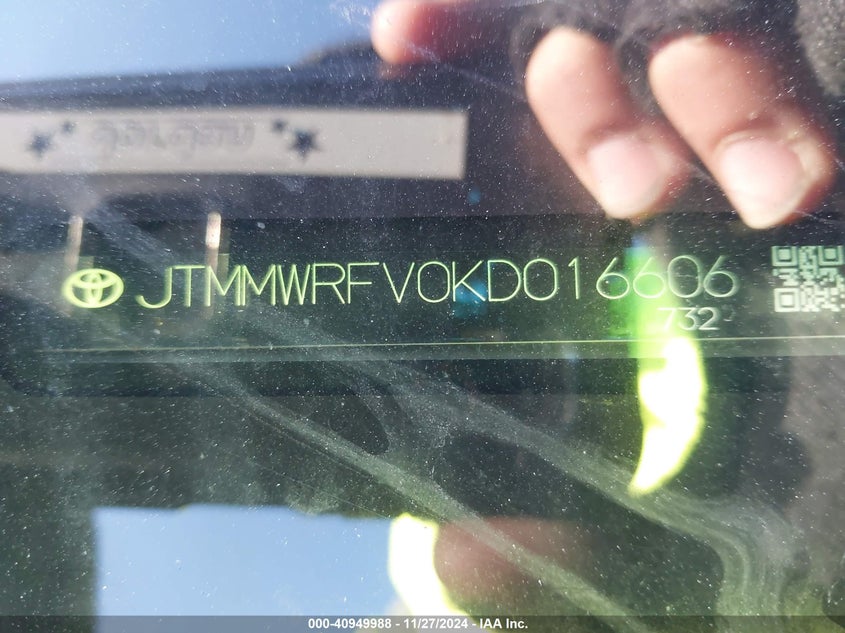 JTMMWRFV0KD016606
732
000-40949988 - 11/27/2024 - IAA Inc.